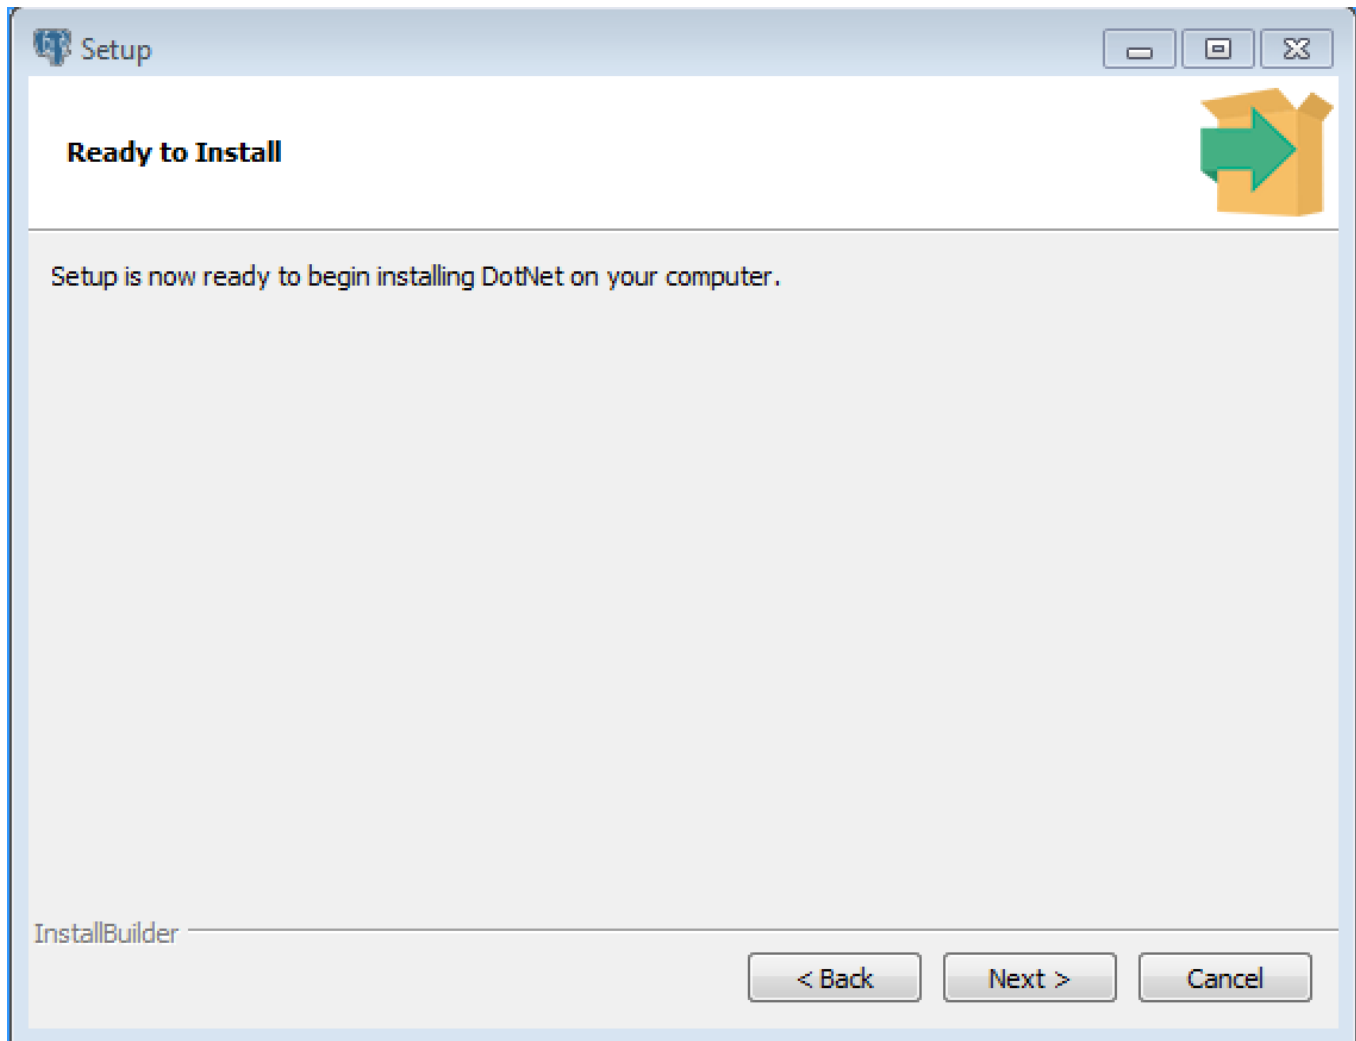 Setup
Ready to Install
Setup is now ready to begin installing DotNet on your computer.
InstallBuilder
< Back
Next >
Cancel